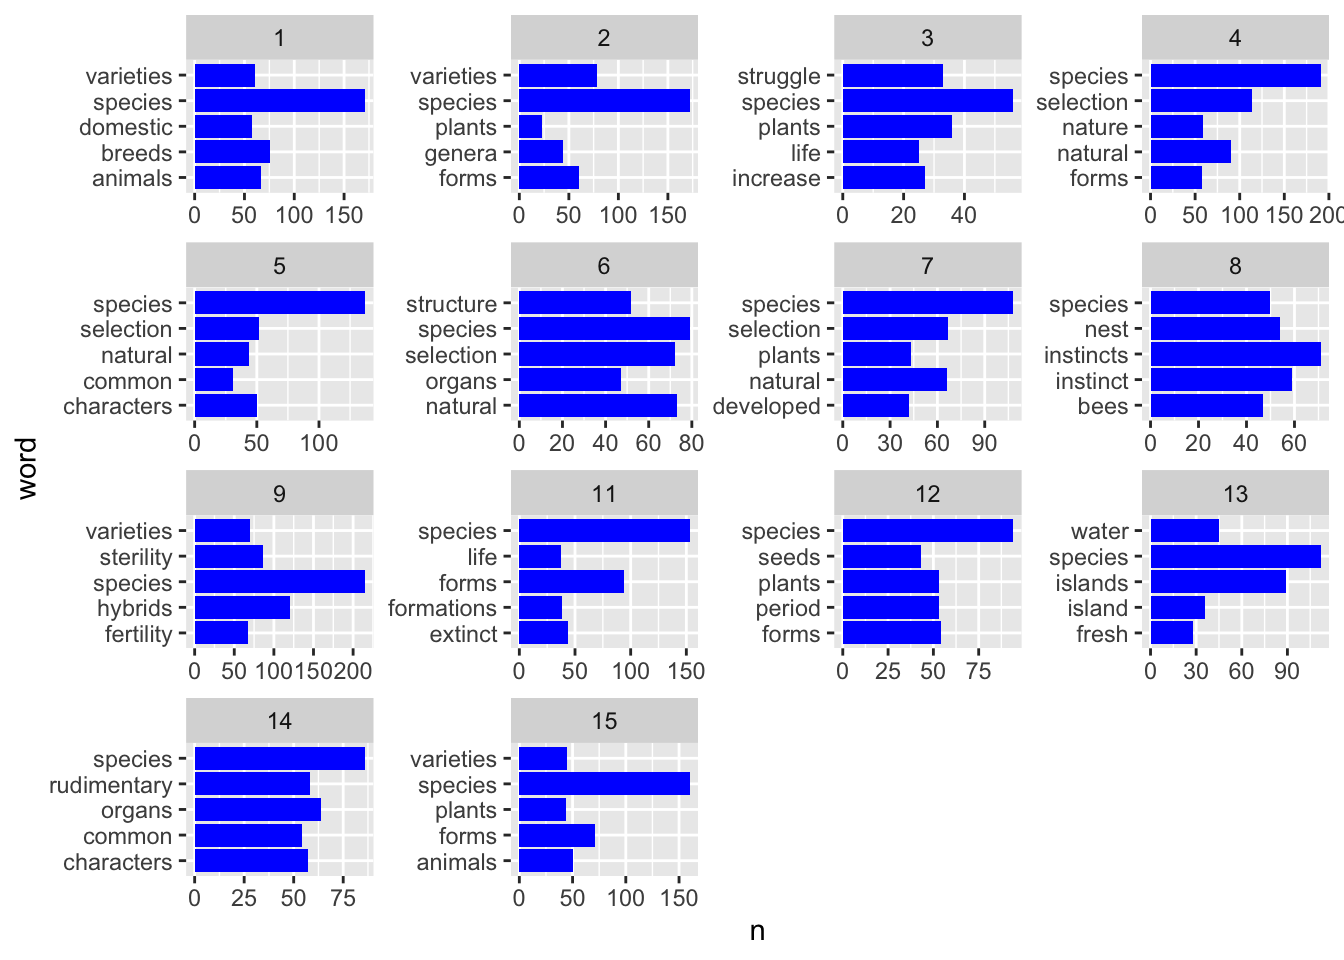 1
varieties
species
domestic
breeds
animals
0 50 100 150
2
varieties
species
plants
genera
forms
0 50 100 150
3
struggle
species
plants
life
increase
0 20 40
4
species
selection
nature
natural
forms
0 50 100 150 200
5
species
selection
natural
common
characters
0 50 100
6
structure
species
selection
organs
natural
0 20 40 60 80
7
species
selection
plants
natural
developed
0 30 60 90
8
species
nest
instincts
instinct
bees
0 20 40 60
word
9
varieties
sterility
species
hybrids
fertility
0 50 100 150 200
11
species
life
forms
formations
extinct
0 50 100 150
12
species
seeds
plants
period
forms
0 25 50 75
13
water
species
islands
island
fresh
0 30 60 90
14
species
rudimentary
organs
common
characters
0 25 50 75
15
varieties
species
plants
forms
animals
0 50 100 150
n